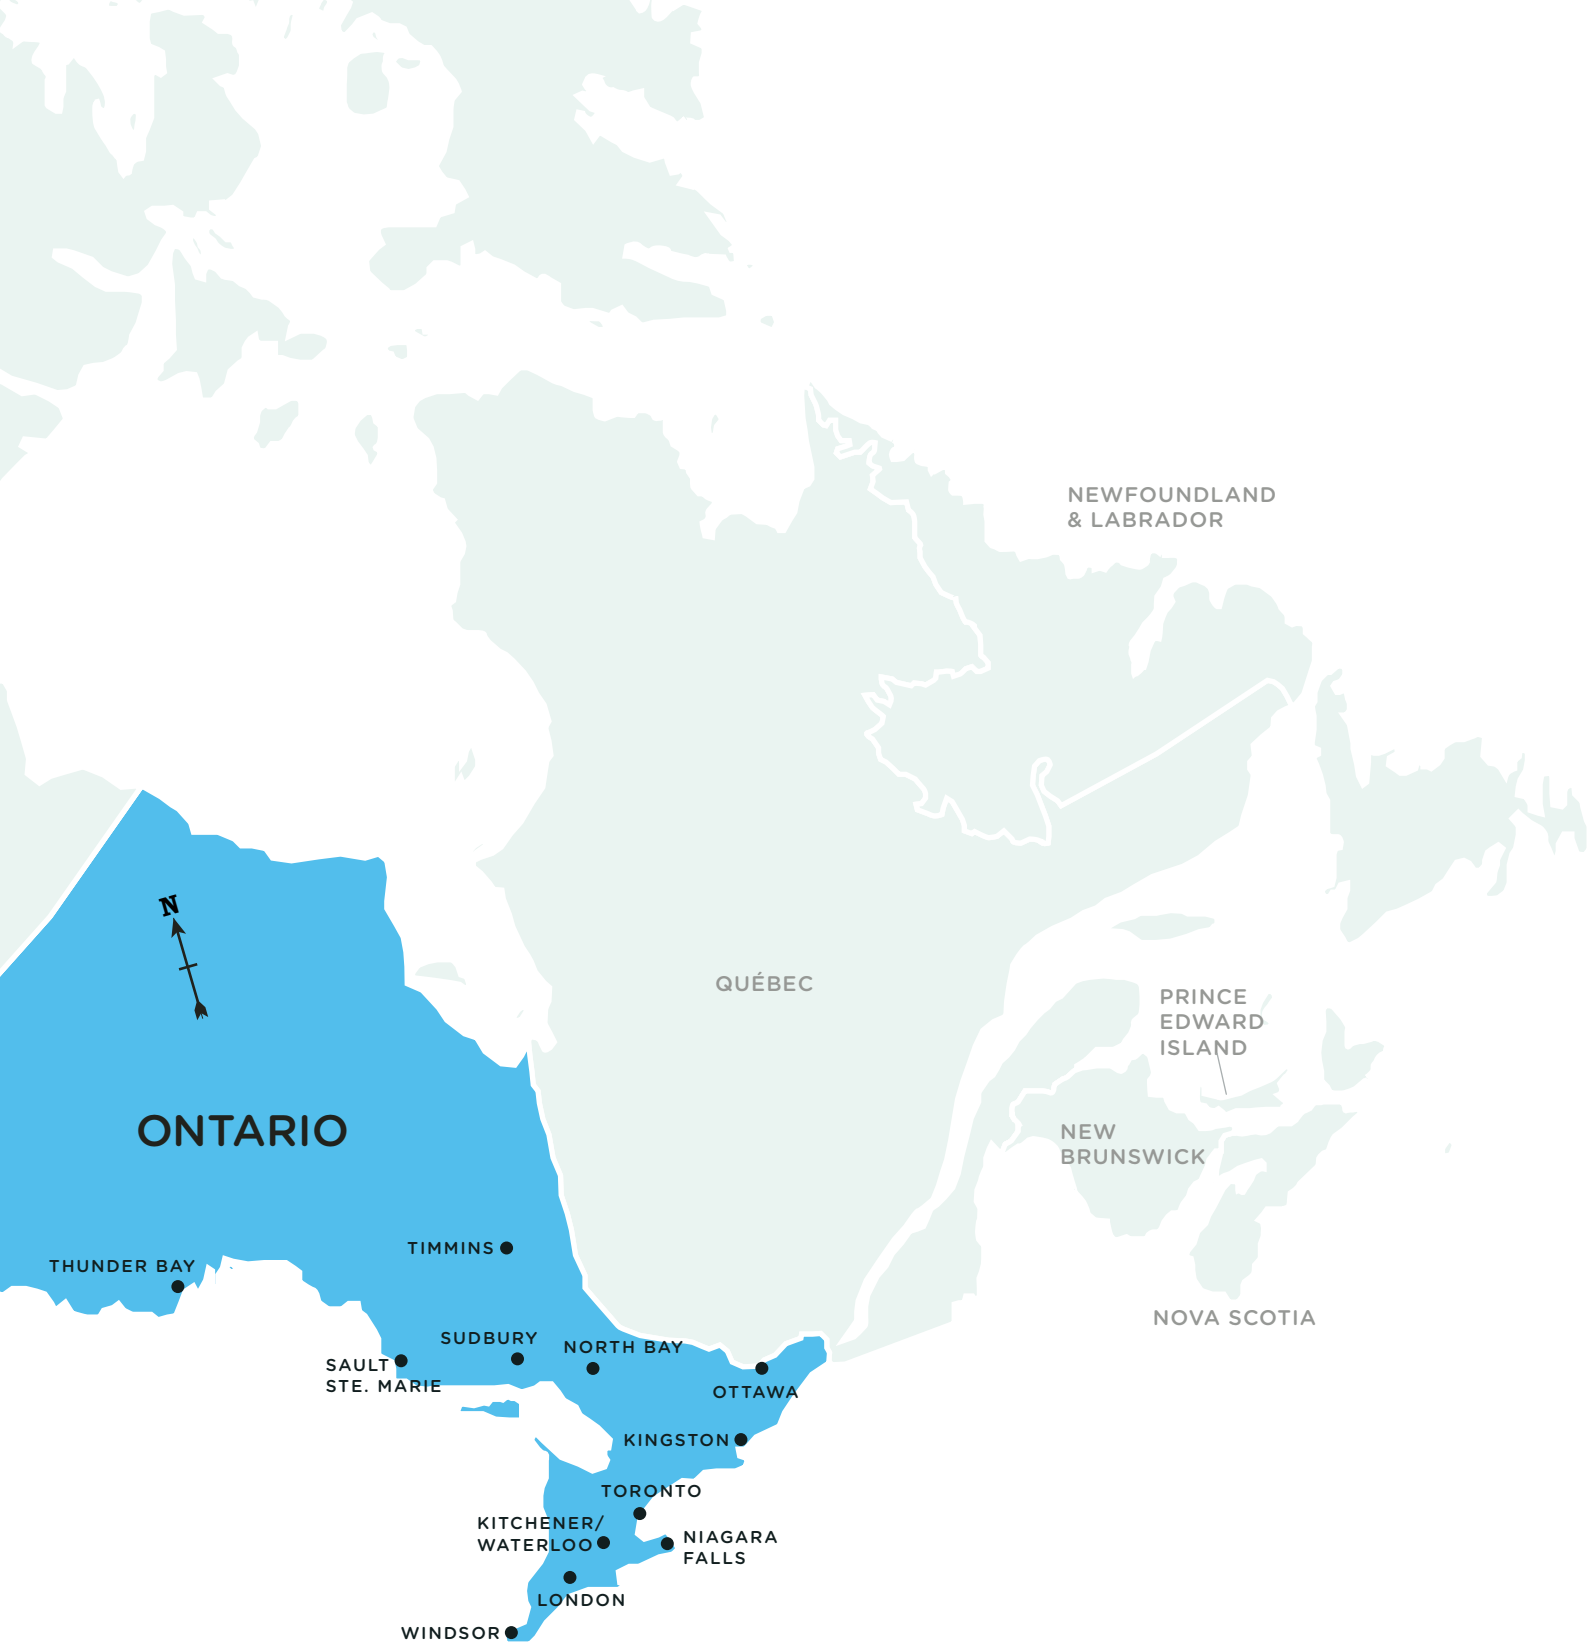 NEWFOUNDLAND
& LABRADOR
N
QUÉBEC
PRINCE
EDWARD
ISLAND
ONTARIO
NEW
BRUNSWICK
TIMMINS
THUNDER BAY
NOVA SCOTIA
SUDBURY
NORTH BAY
SAULT
STE. MARIE
OTTAWA
KINGSTON
TORONTO
KITCHENER/
WATERLOO
NIAGARA
FALLS
LONDON
WINDSOR